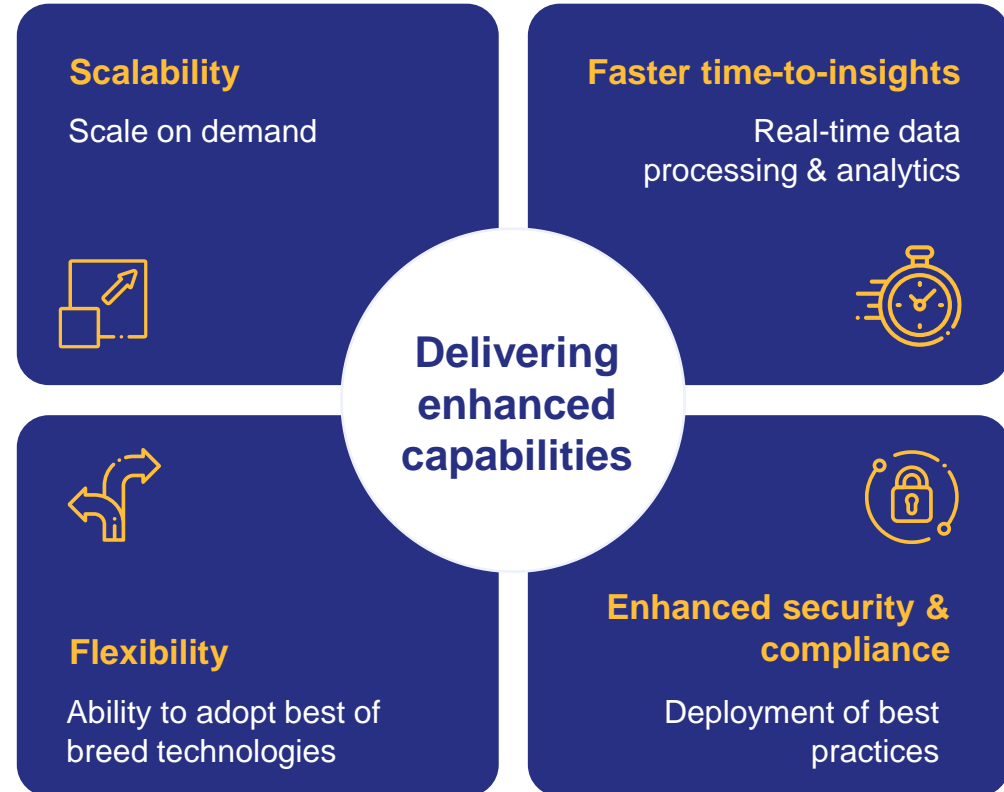 Scalability
Scale on demand
Faster time-to-insights
Real-time data
processing & analytics
Delivering
enhanced
capabilities
Flexibility
Ability to adopt best of
breed technologies
Enhanced security &
compliance
Deployment of best
practices